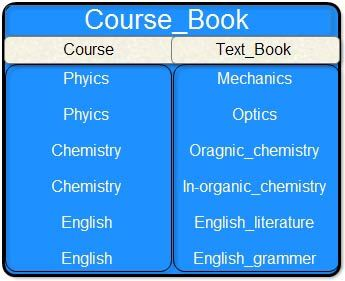 Course_Book
Course Text_Book
Phyics Mechanics
Phyics Optics
Chemistry Oragnic_chemistry
Chemistry In-organic_chemistry
English English_literature
English English_grammer